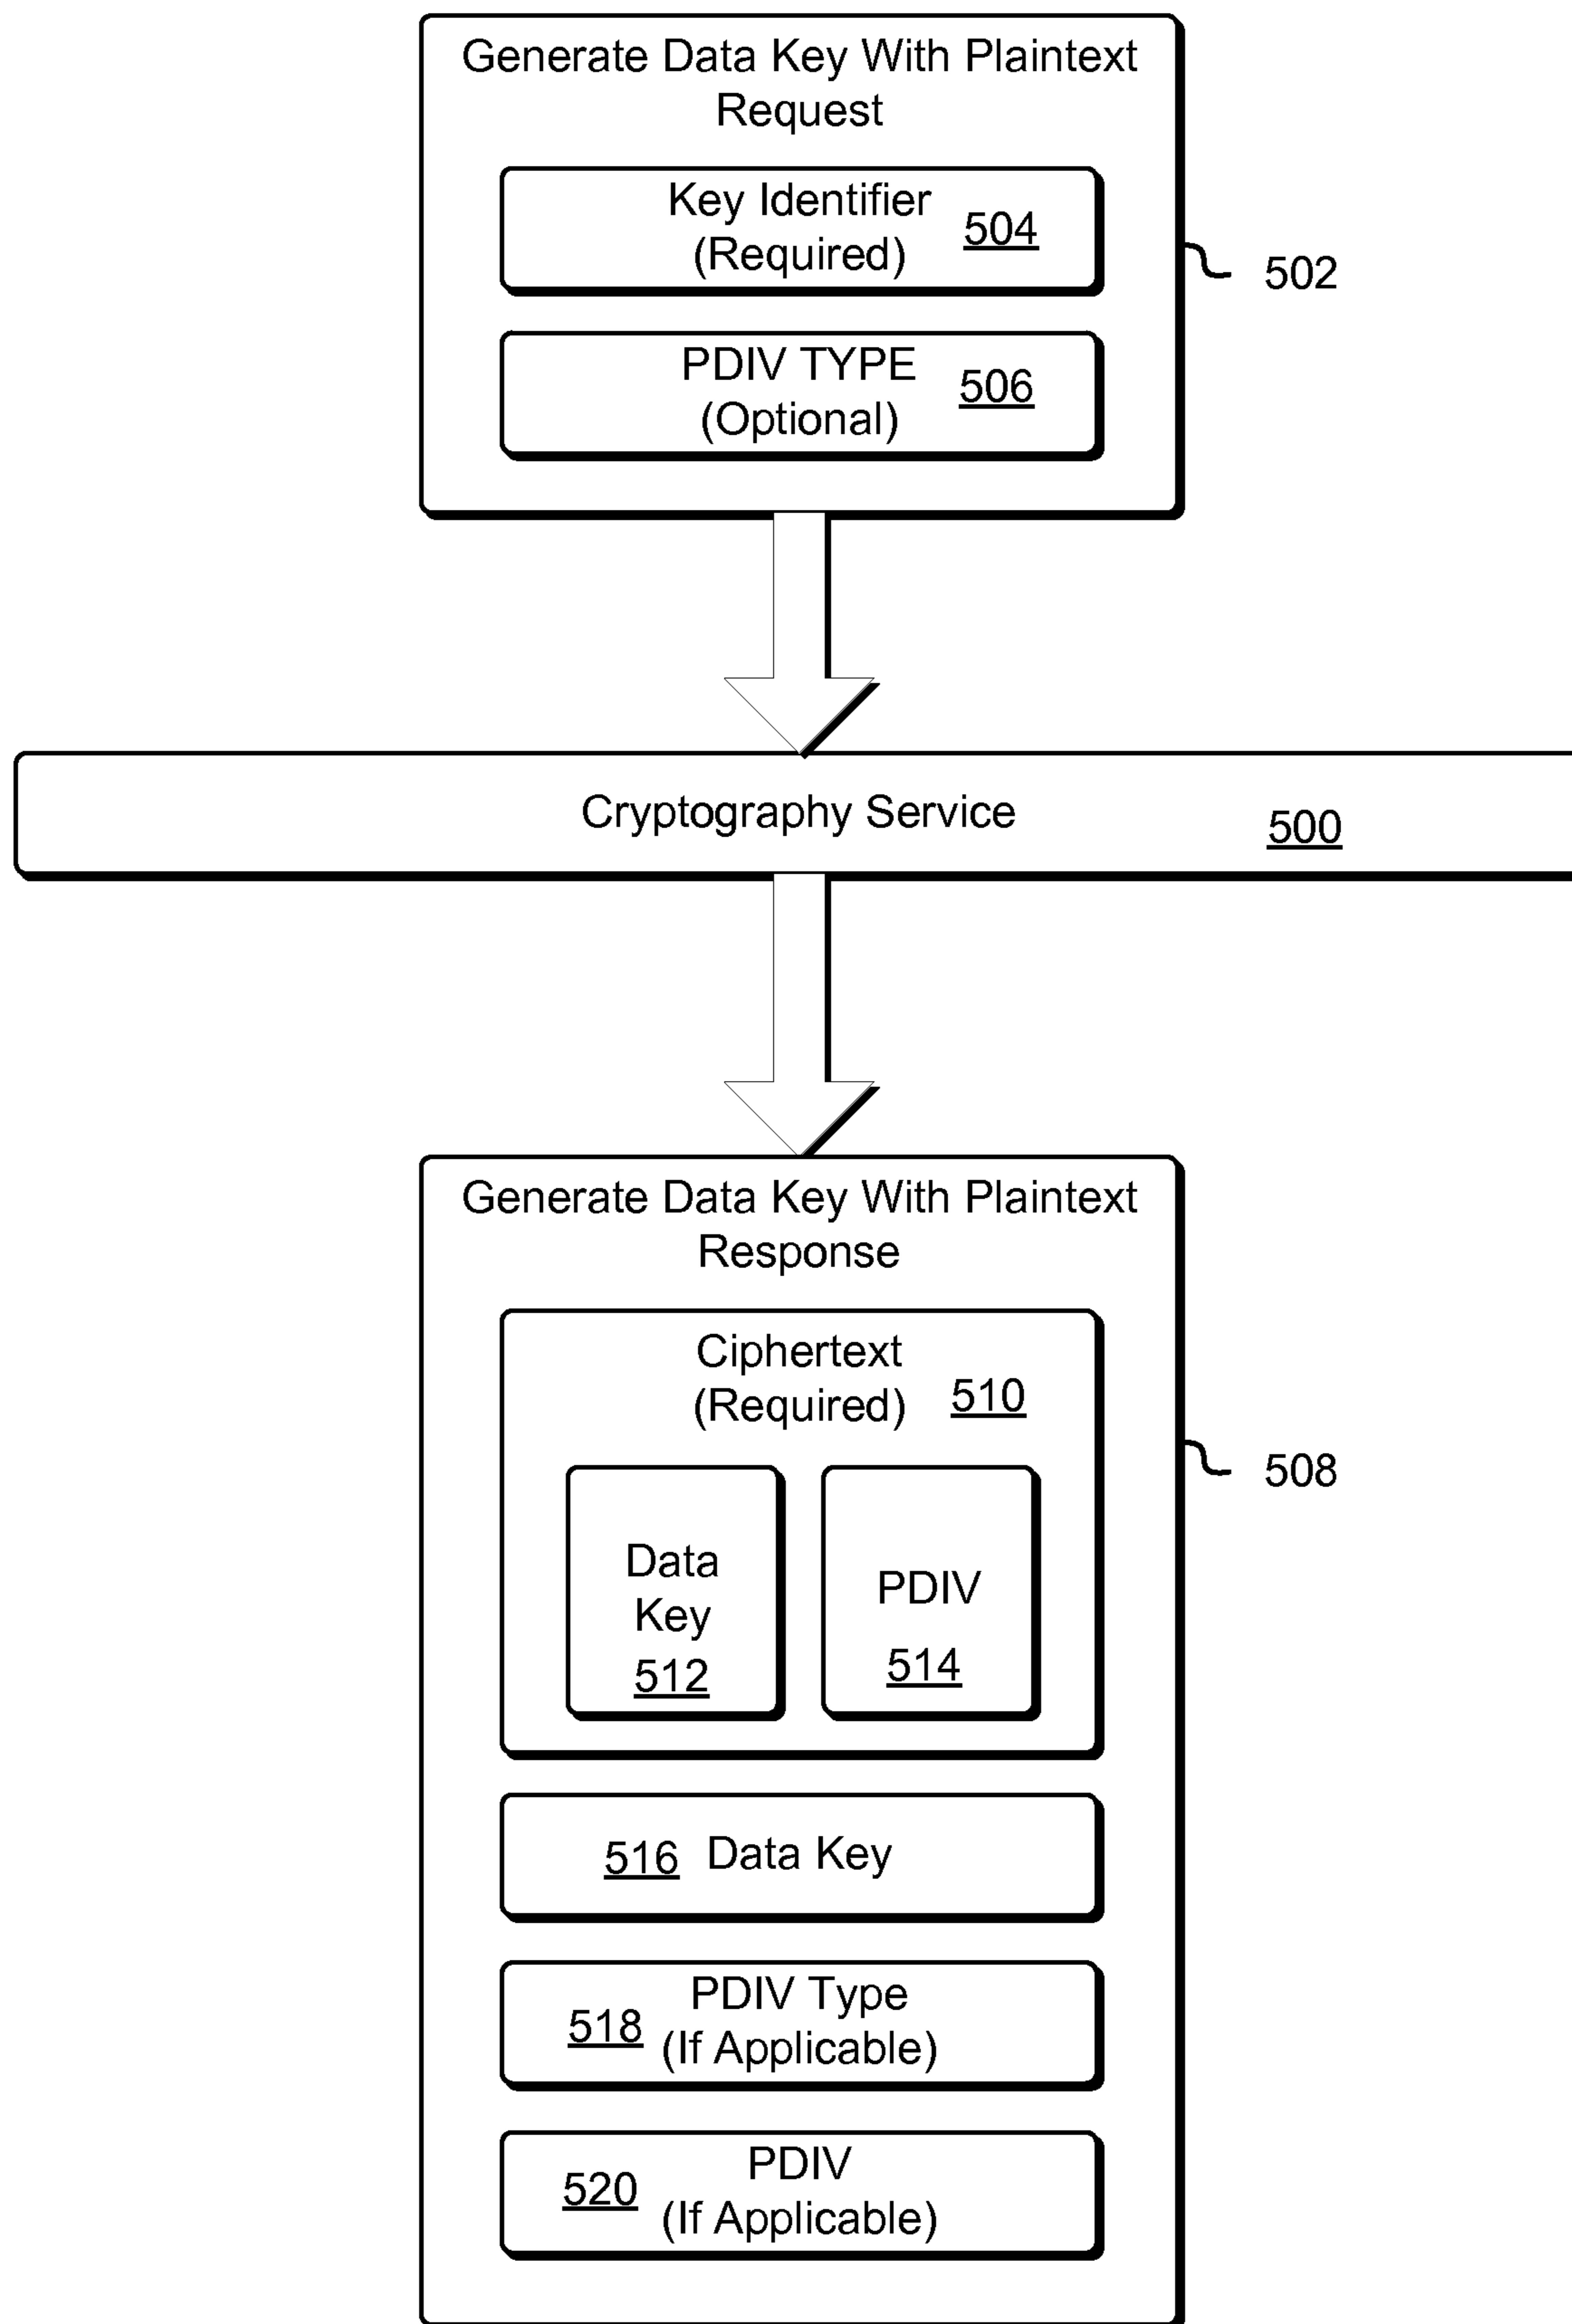 Generate Data Key With Plaintext
Request
Key Identifier
(Required)
504
502
PDIV TYPE
(Optional)
506
Cryptography Service
500
Generate Data Key With Plaintext
Response
Ciphertext
(Required)
510
508
Data
Key
512
PDIV
514
516 Data Key
PDIV Type
518
(If Applicable)
PDIV
520
(If Applicable)